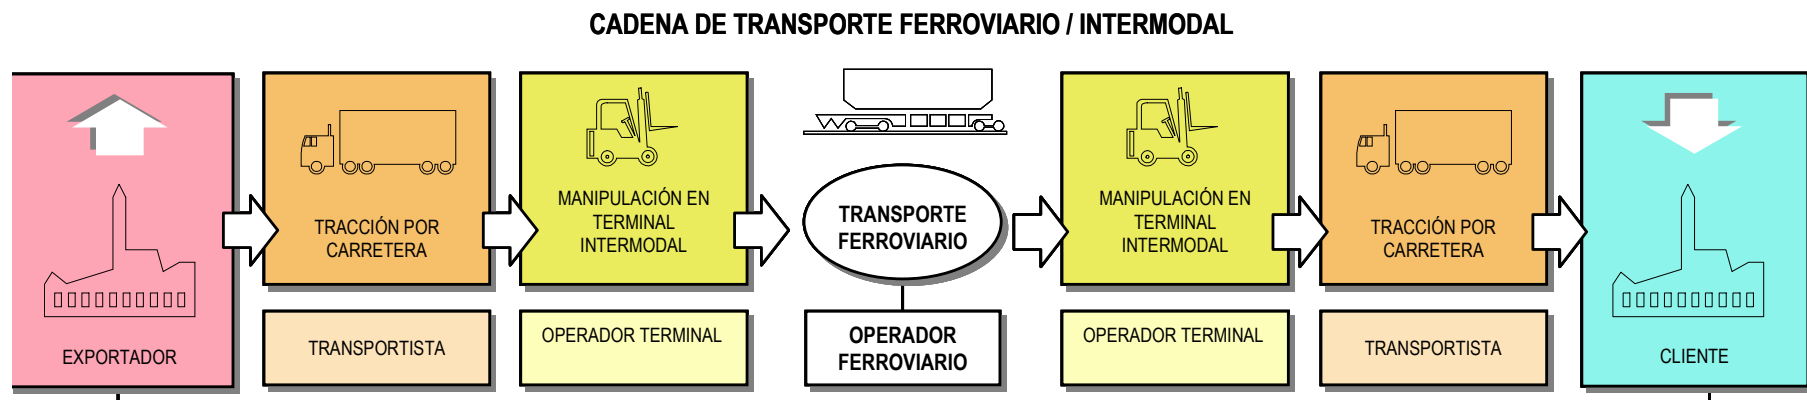 CADENA DE TRANSPORTE FERROVIARIO / INTERMODAL
EXPORTADOR
TRACCIÓN POR
CARRETERA
TRANSPORTISTA
MANIPULACIÓN EN
TERMINAL
INTERMODAL
OPERADOR TERMINAL
TRANSPORTE
FERROVIARIO
OPERADOR
FERROVIARIO
MANIPULACIÓN EN
TERMINAL
INTERMODAL
OPERADOR TERMINAL
TRACCIÓN POR
CARRETERA
TRANSPORTISTA
CLIENTE